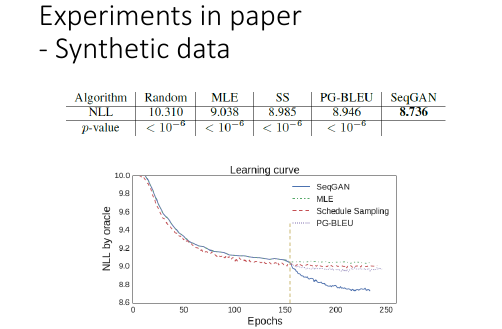 Experiments in paper
- Synthetic data
Algorithm Random MLE SS PG-BLEU SeqGAN
NLL 10.310 9.038 8.985 8.946 8.736
p-value < 10⁻⁶ < 10⁻⁶ < 10⁻⁶ < 10⁻⁶
Learning curve
10.0
9.8
9.6
9.4
9.2
9.0
8.8
8.6
NLL by oracle
SeqGAN
MLE
Schedule Sampling
PG-BLEU
0 50 100 150 200 250
Epochs